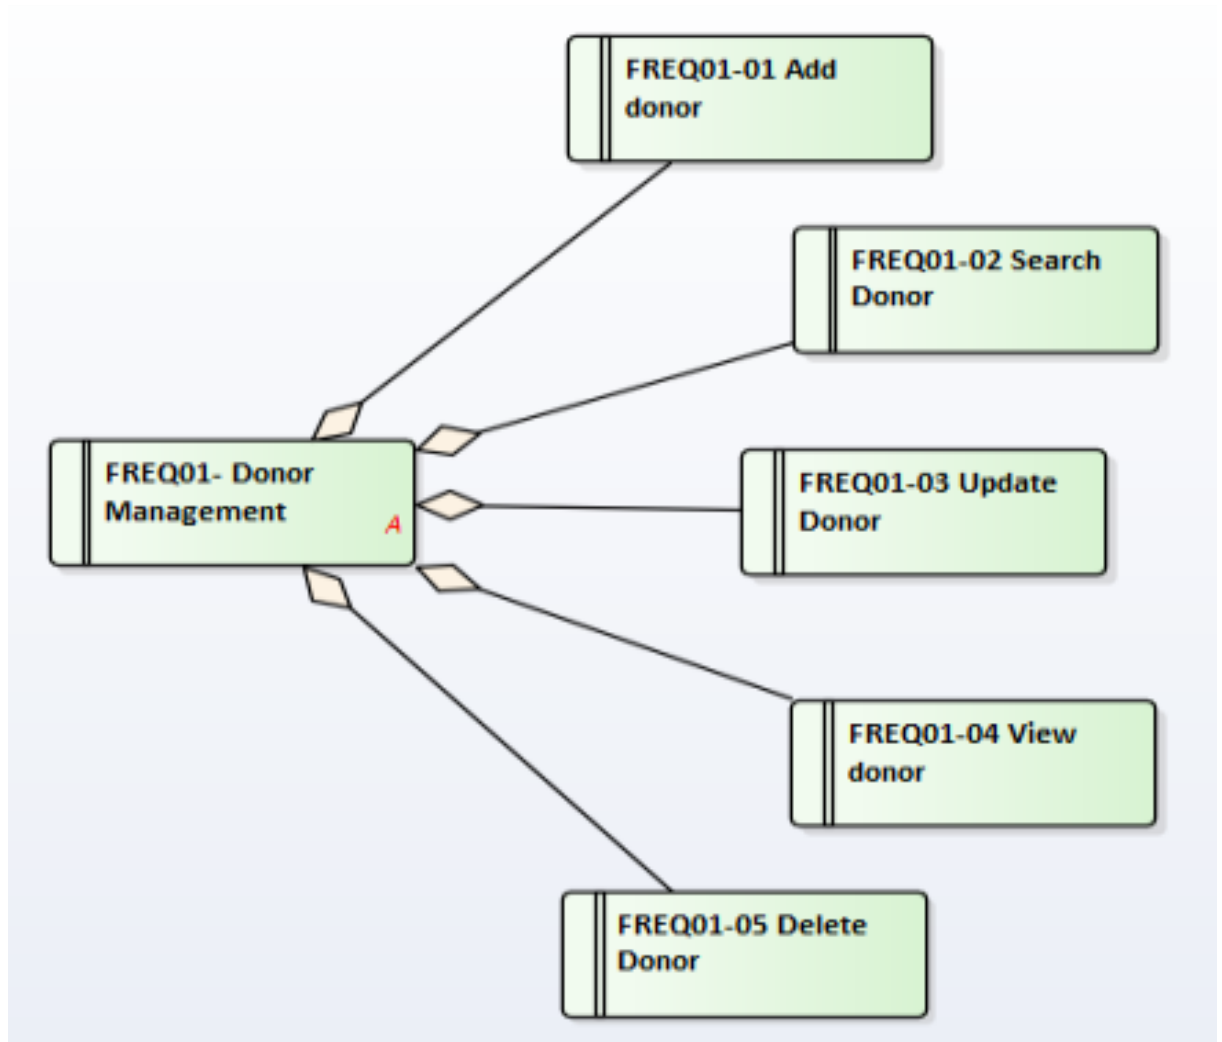 FREQ01-01 Add
donor
FREQ01-02 Search
Donor
FREQ01- Donor
Management
A
FREQ01-03 Update
Donor
FREQ01-04 View
donor
FREQ01-05 Delete
Donor